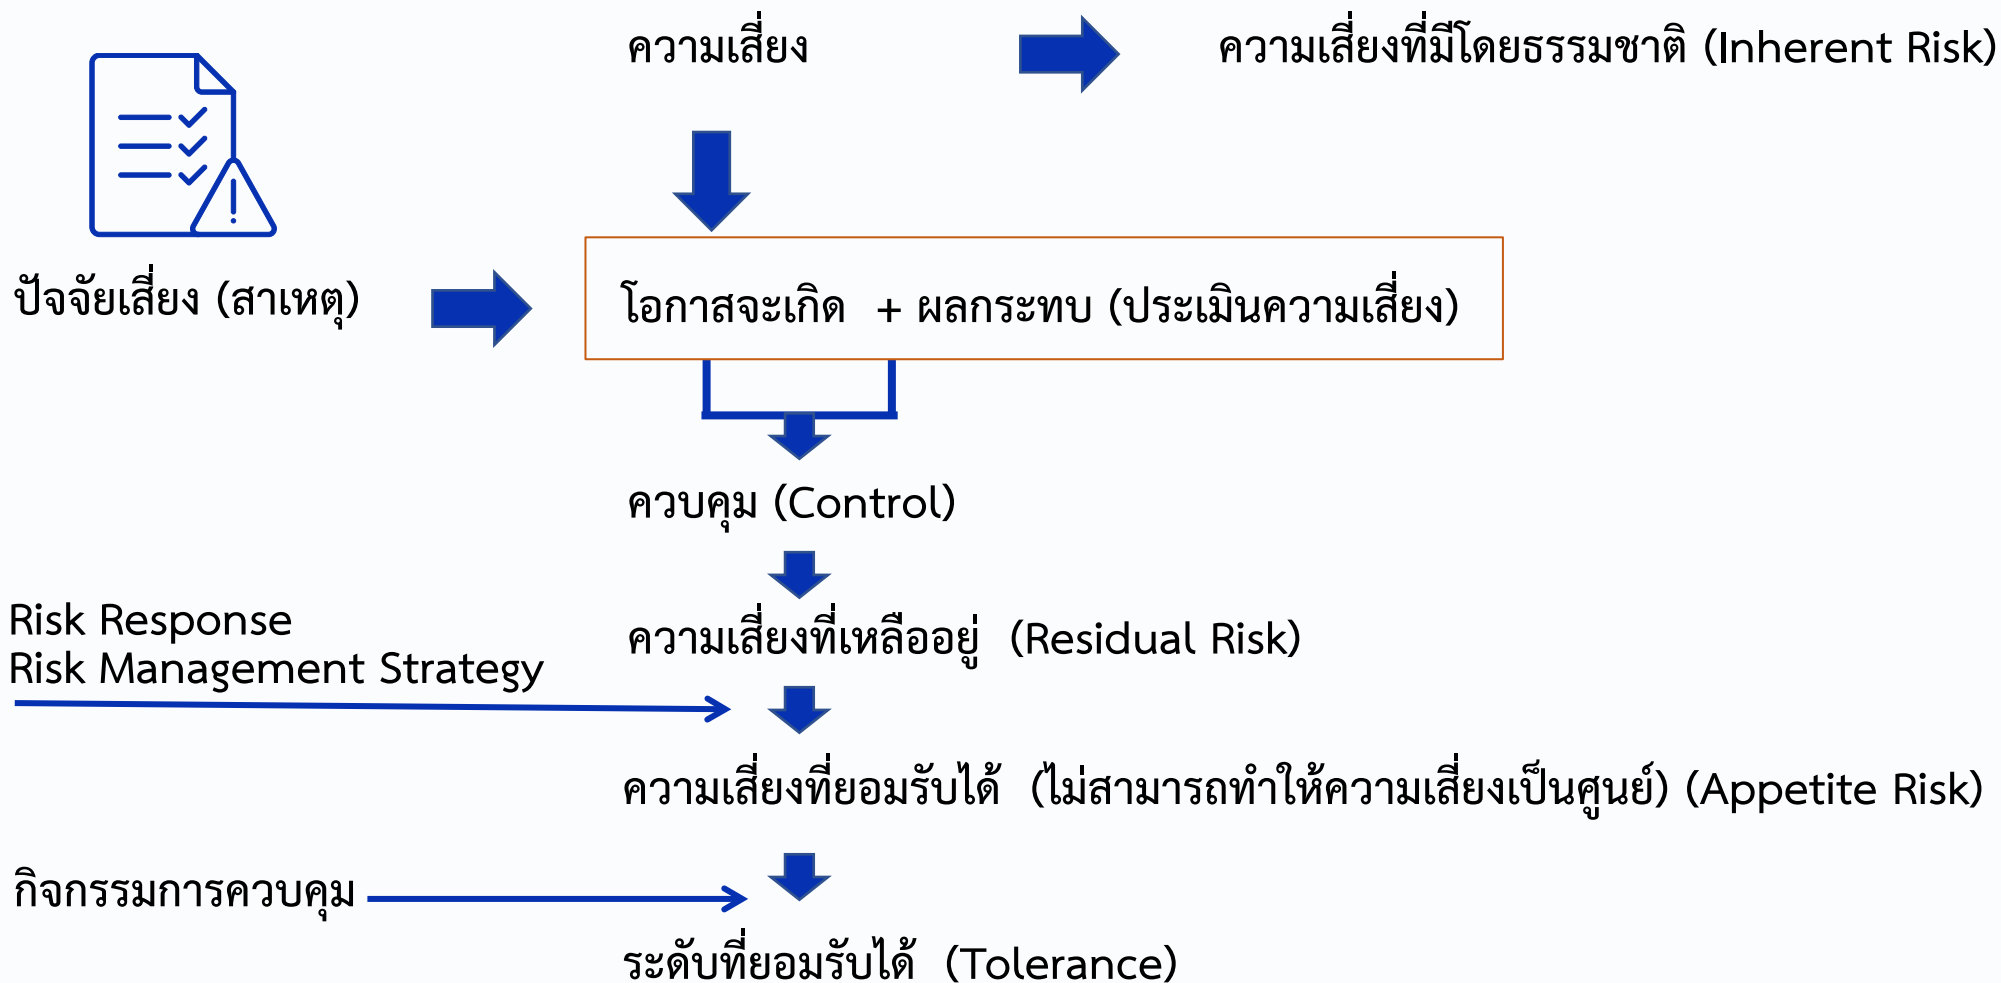 ความเสี่ยง
ความเสี่ยงที่มีโดยธรรมชาติ (Inherent Risk)
ปัจจัยเสี่ยง (สาเหตุ)
โอกาสจะเกิด + ผลกระทบ (ประเมินความเสี่ยง)
ควบคุม (Control)
Risk Response
Risk Management Strategy
ความเสี่ยงที่เหลืออยู่ (Residual Risk)
ความเสี่ยงที่ยอมรับได้ (ไม่สามารถทำให้ความเสี่ยงเป็นศูนย์) (Appetite Risk)
กิจกรรมการควบคุม
ระดับที่ยอมรับได้ (Tolerance)